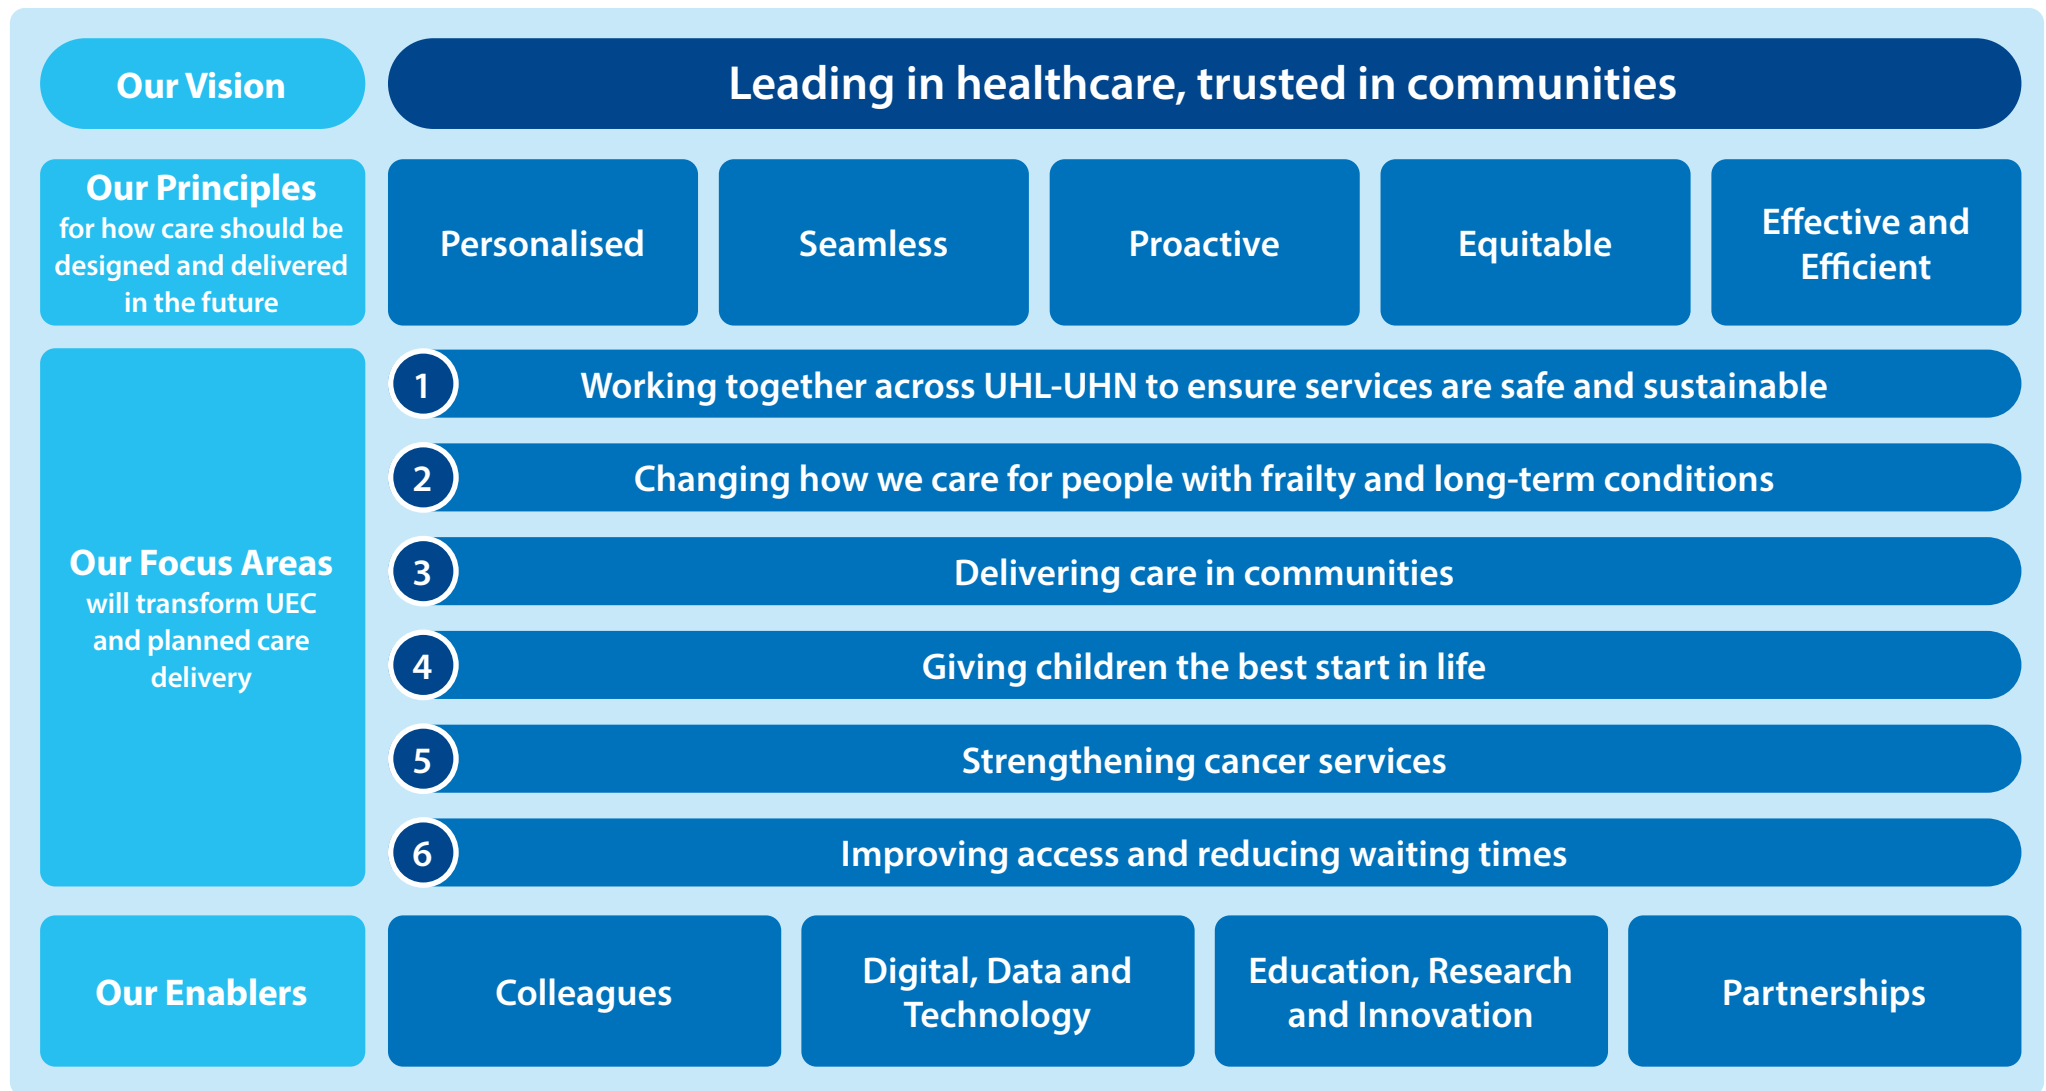 Our Vision
Leading in healthcare, trusted in communities
Our Principles
for how care should be
designed and delivered
in the future
Personalised
Seamless
Proactive
Equitable
Effective and
Efficient
Our Focus Areas
will transform UEC
and planned care
delivery
1
Working together across UHL-UHN to ensure services are safe and sustainable
2
Changing how we care for people with frailty and long-term conditions
3
Delivering care in communities
4
Giving children the best start in life
5
Strengthening cancer services
6
Improving access and reducing waiting times
Our Enablers
Colleagues
Digital, Data and
Technology
Education, Research
and Innovation
Partnerships